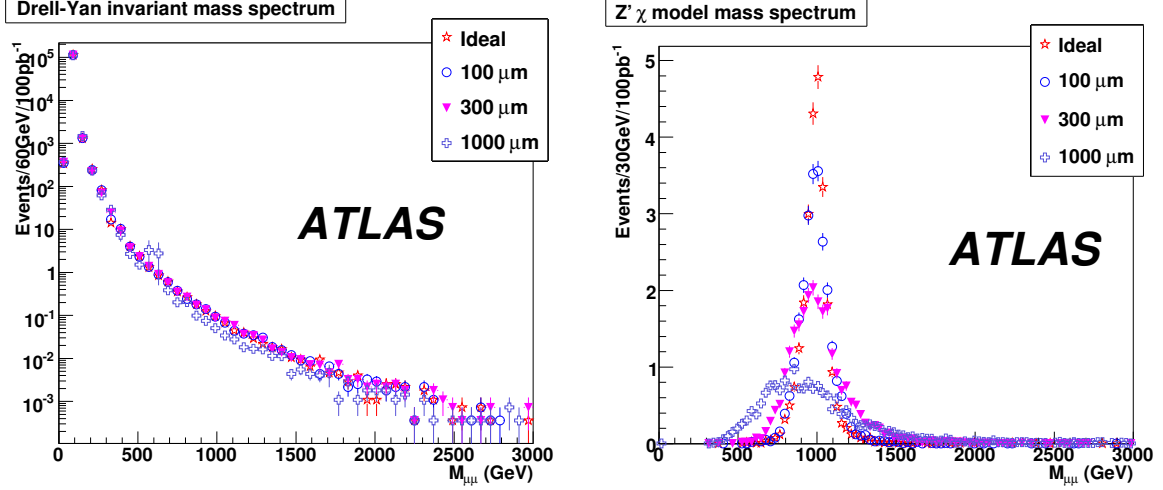 Drell-Yan invariant mass spectrum
Events/60GeV/100pb⁻¹
10⁵
10⁴
10³
10²
10
1
10⁻¹
10⁻²
10⁻³
Ideal
100 μm
300 μm
1000 μm
ATLAS
0 500 1000 1500 2000 2500 3000
M_μμ (GeV)
Z' χ model mass spectrum
Events/30GeV/100pb⁻¹
5
4
3
2
1
0
Ideal
100 μm
300 μm
1000 μm
ATLAS
0 500 1000 1500 2000 2500 3000
M_μμ (GeV)